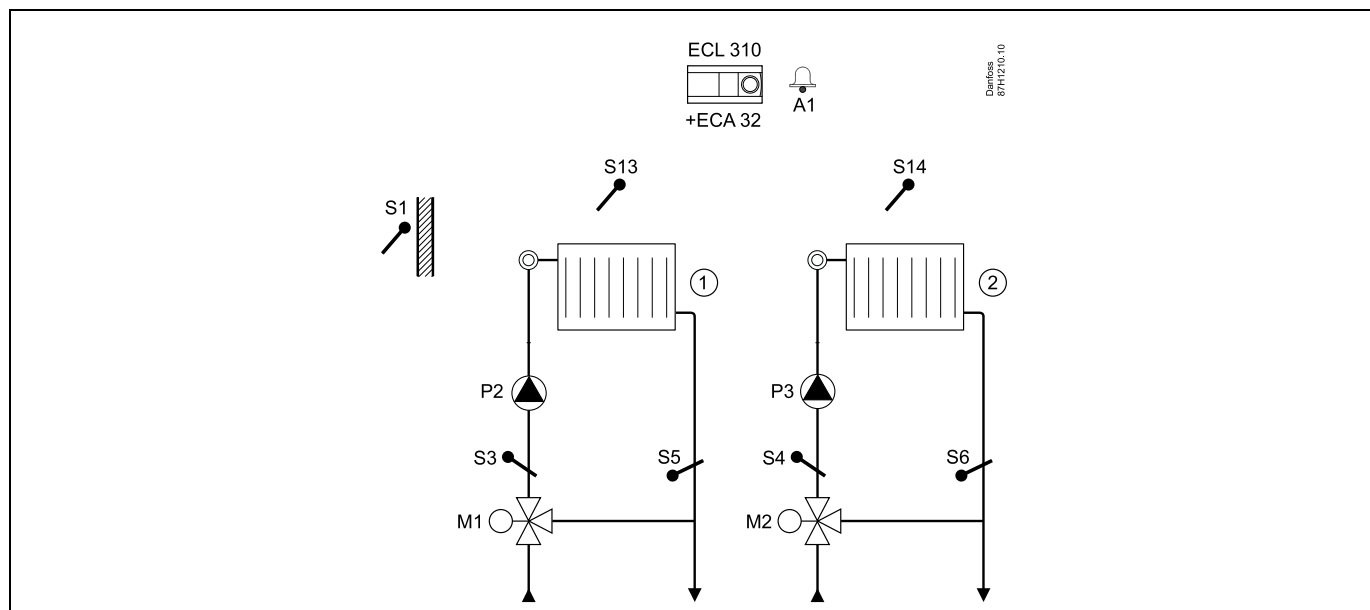 ECL 310
+ECA 32
A1
Danfoss
87H1210.10
S13
S14
S1
1
2
P2
P3
S3
S5
S4
S6
M1
M2